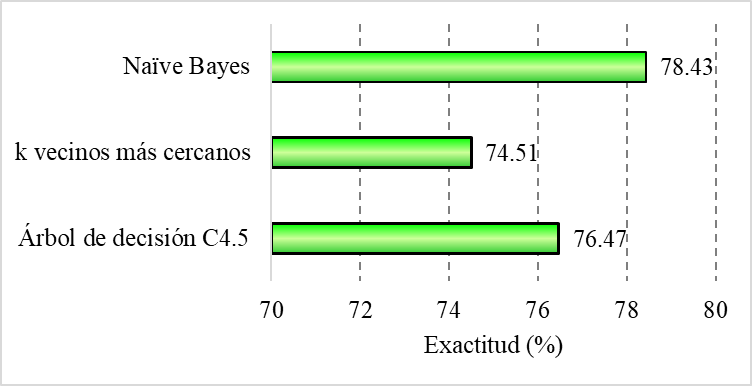 Naïve Bayes
78.43
k vecinos más cercanos
74.51
Árbol de decisión C4.5
76.47
70 72 74 76 78 80
Exactitud (%)